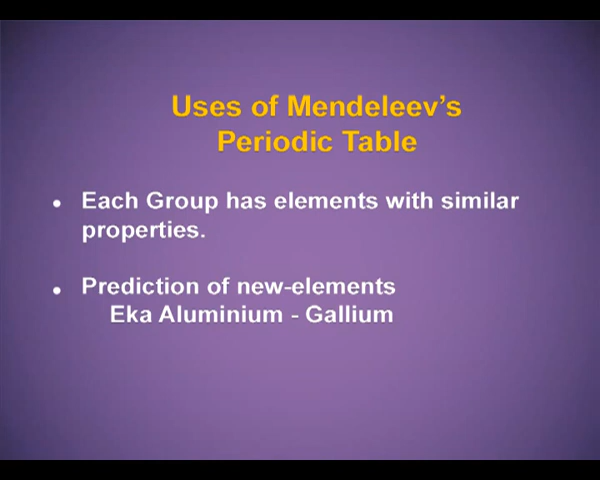 Uses of Mendeleev’s
Periodic Table
• Each Group has elements with similar
properties.
• Prediction of new-elements
Eka Aluminium - Gallium